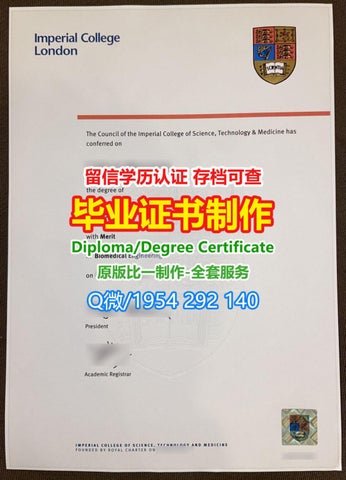 Imperial College
London
SCIENTIA
The Council of the Imperial College of Science, Technology & Medicine has
conferred on
留信学历认证 存档可查
the degree of
毕业证书制作
with Merit
Diploma/Degree Certificate
Biomedical Engineering
原版比一制作-全套服务
on
Q微/1954 292 140
President
Academic Registrar
IMPERIAL COLLEGE OF SCIENCE, TECHNOLOGY AND MEDICINE
FOUNDED BY ROYAL CHARTER ON